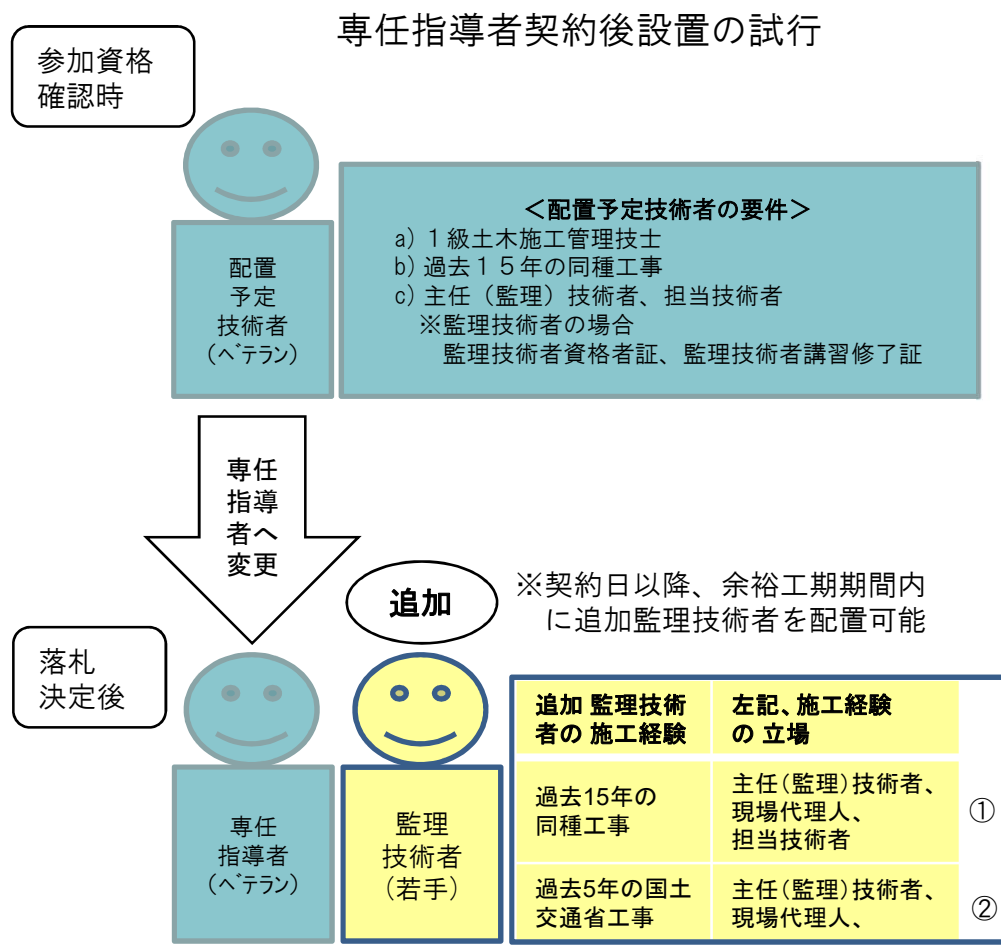 専任指導者契約後設置の試行
参加資格
確認時
＜配置予定技術者の要件＞
a) １級土木施工管理技士
b) 過去１５年の同種工事
c) 主任（監理）技術者、担当技術者
※監理技術者の場合
監理技術者資格者証、監理技術者講習修了証
配置
予定
技術者
(ﾍﾞﾃﾗﾝ)
専任
指導
者へ
変更
追加
※契約日以降、余裕工期期間内
に追加監理技術者を配置可能
落札
決定後
専任
指導者
(ﾍﾞﾃﾗﾝ)
監理
技術者
(若手)
追加 監理技術
者の 施工経験
左記、施工経験
の 立場
過去15年の
同種工事
主任(監理)技術者、
現場代理人、
担当技術者
①
過去5年の国土
交通省工事
主任(監理)技術者、
現場代理人、
②